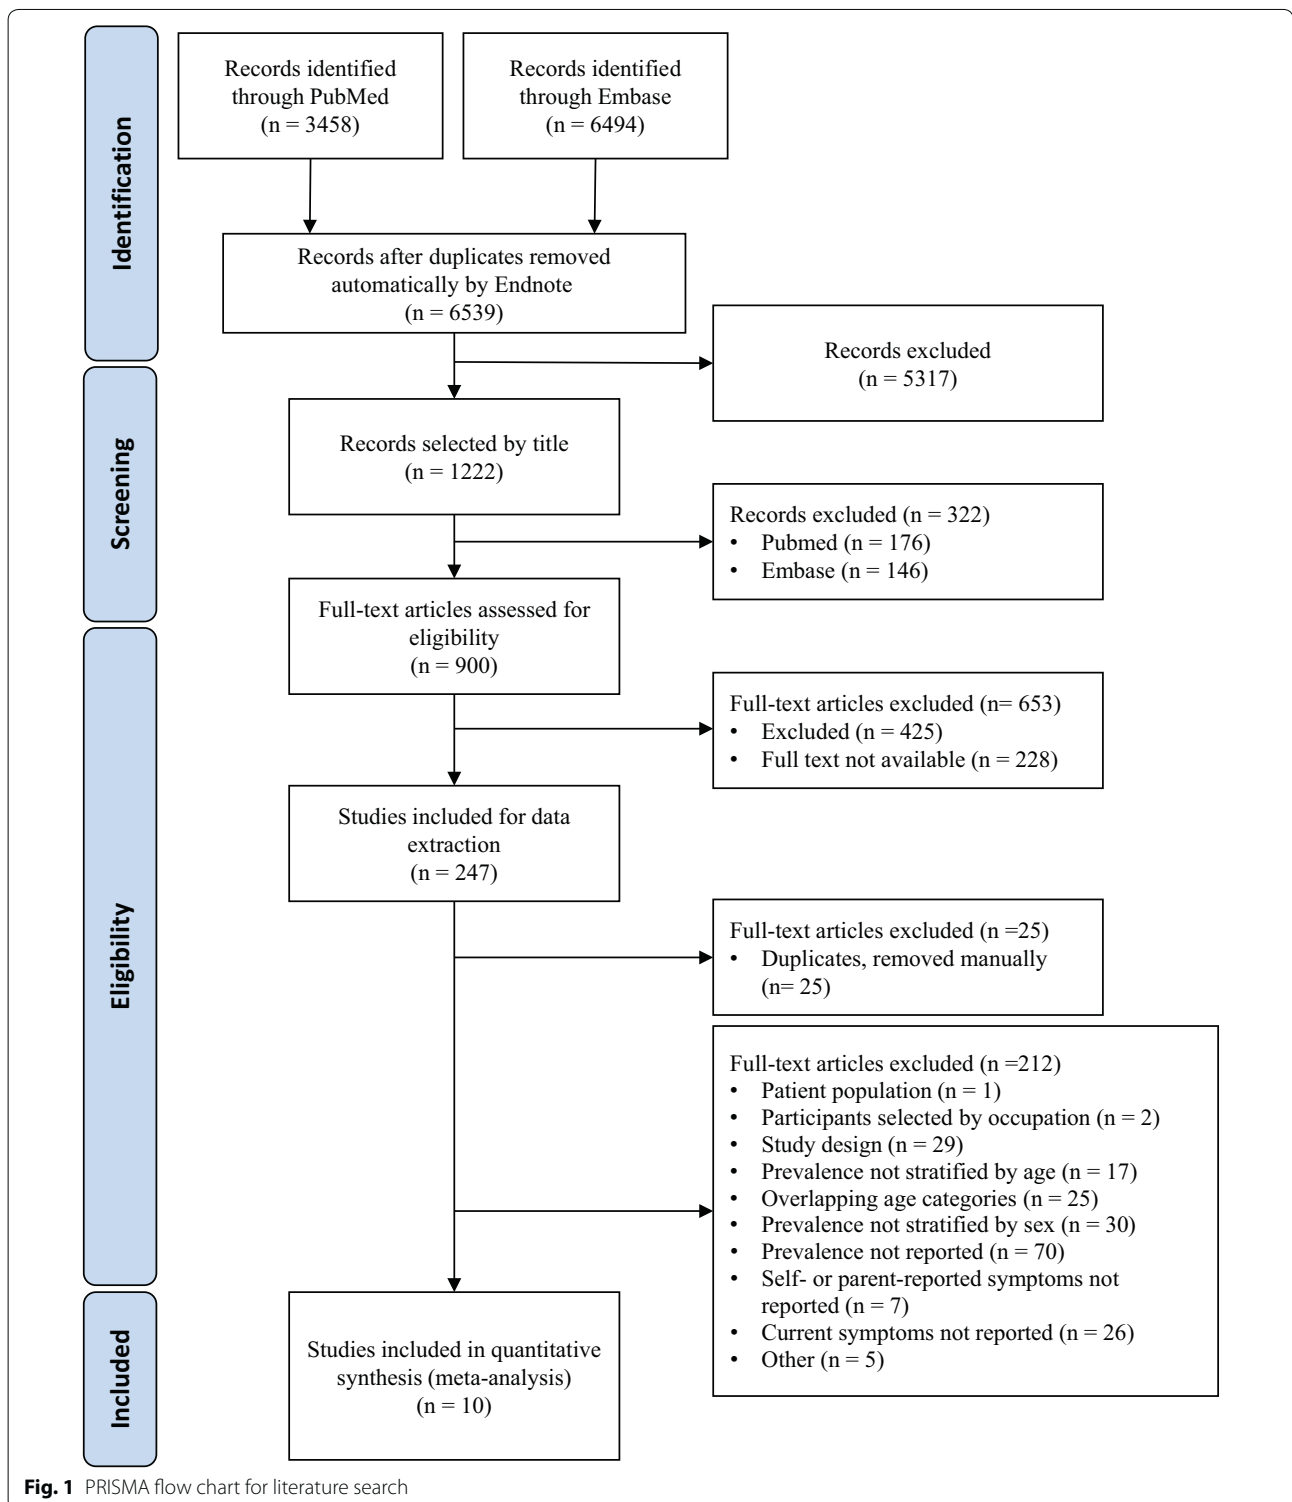 Identification
Records identified
through PubMed
(n = 3458)
Records identified
through Embase
(n = 6494)
Records after duplicates removed
automatically by Endnote
(n = 6539)
Records excluded
(n = 5317)
Screening
Records selected by title
(n = 1222)
Records excluded (n = 322)
• Pubmed (n = 176)
• Embase (n = 146)
Full-text articles assessed for
eligibility
(n = 900)
Eligibility
Full-text articles excluded (n= 653)
• Excluded (n = 425)
• Full text not available (n = 228)
Studies included for data
extraction
(n = 247)
Full-text articles excluded (n =25)
• Duplicates, removed manually
(n= 25)
Full-text articles excluded (n =212)
• Patient population (n = 1)
• Participants selected by occupation (n = 2)
• Study design (n = 29)
• Prevalence not stratified by age (n = 17)
• Overlapping age categories (n = 25)
• Prevalence not stratified by sex (n = 30)
• Prevalence not reported (n = 70)
• Self- or parent-reported symptoms not
reported (n = 7)
• Current symptoms not reported (n = 26)
• Other (n = 5)
Included
Studies included in quantitative
synthesis (meta-analysis)
(n = 10)
Fig. 1 PRISMA flow chart for literature search